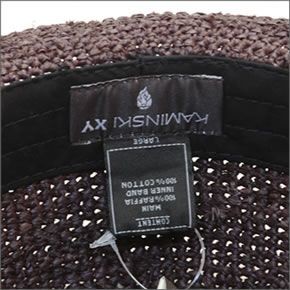 KAMINSKI XY
LARGE
CONTENT
MAIN
100% RAFFIA
INNER BAND
100% COTTON